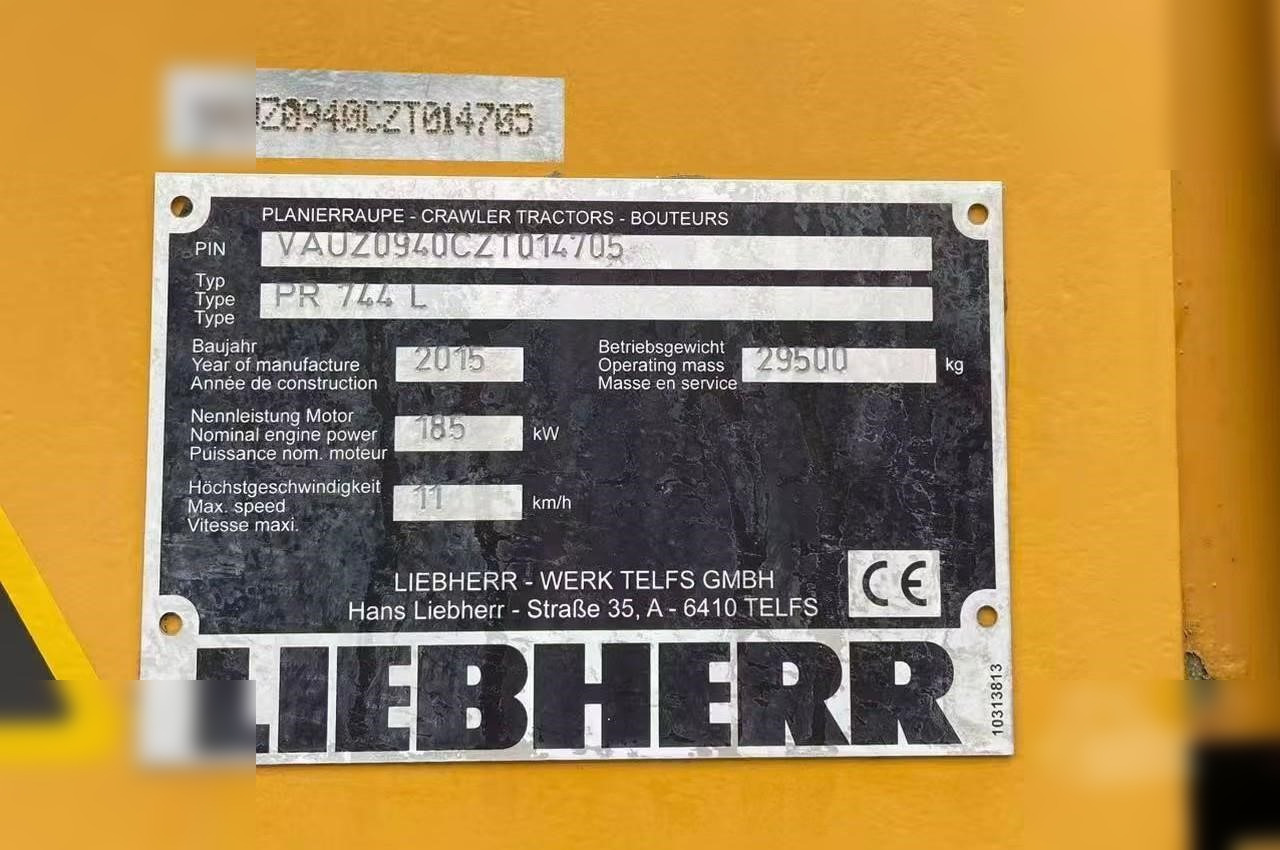 Z0940CZT014705
PLANIERRAUPE - CRAWLER TRACTORS - BOUTEURS
PIN VAUZ0940CZT014705
Typ
Type PR 744 L
Type
Baujahr
Year of manufacture 2015
Année de construction
Betriebsgewicht
Operating mass 29500 kg
Masse en service
Nennleistung Motor
Nominal engine power 185 kW
Puissance nom. moteur
Höchstgeschwindigkeit
Max. speed 11 km/h
Vitesse maxi.
LIEBHERR - WERK TELFS GMBH
Hans Liebherr - Straße 35, A - 6410 TELFS
CE
LIEBHERR
10313813